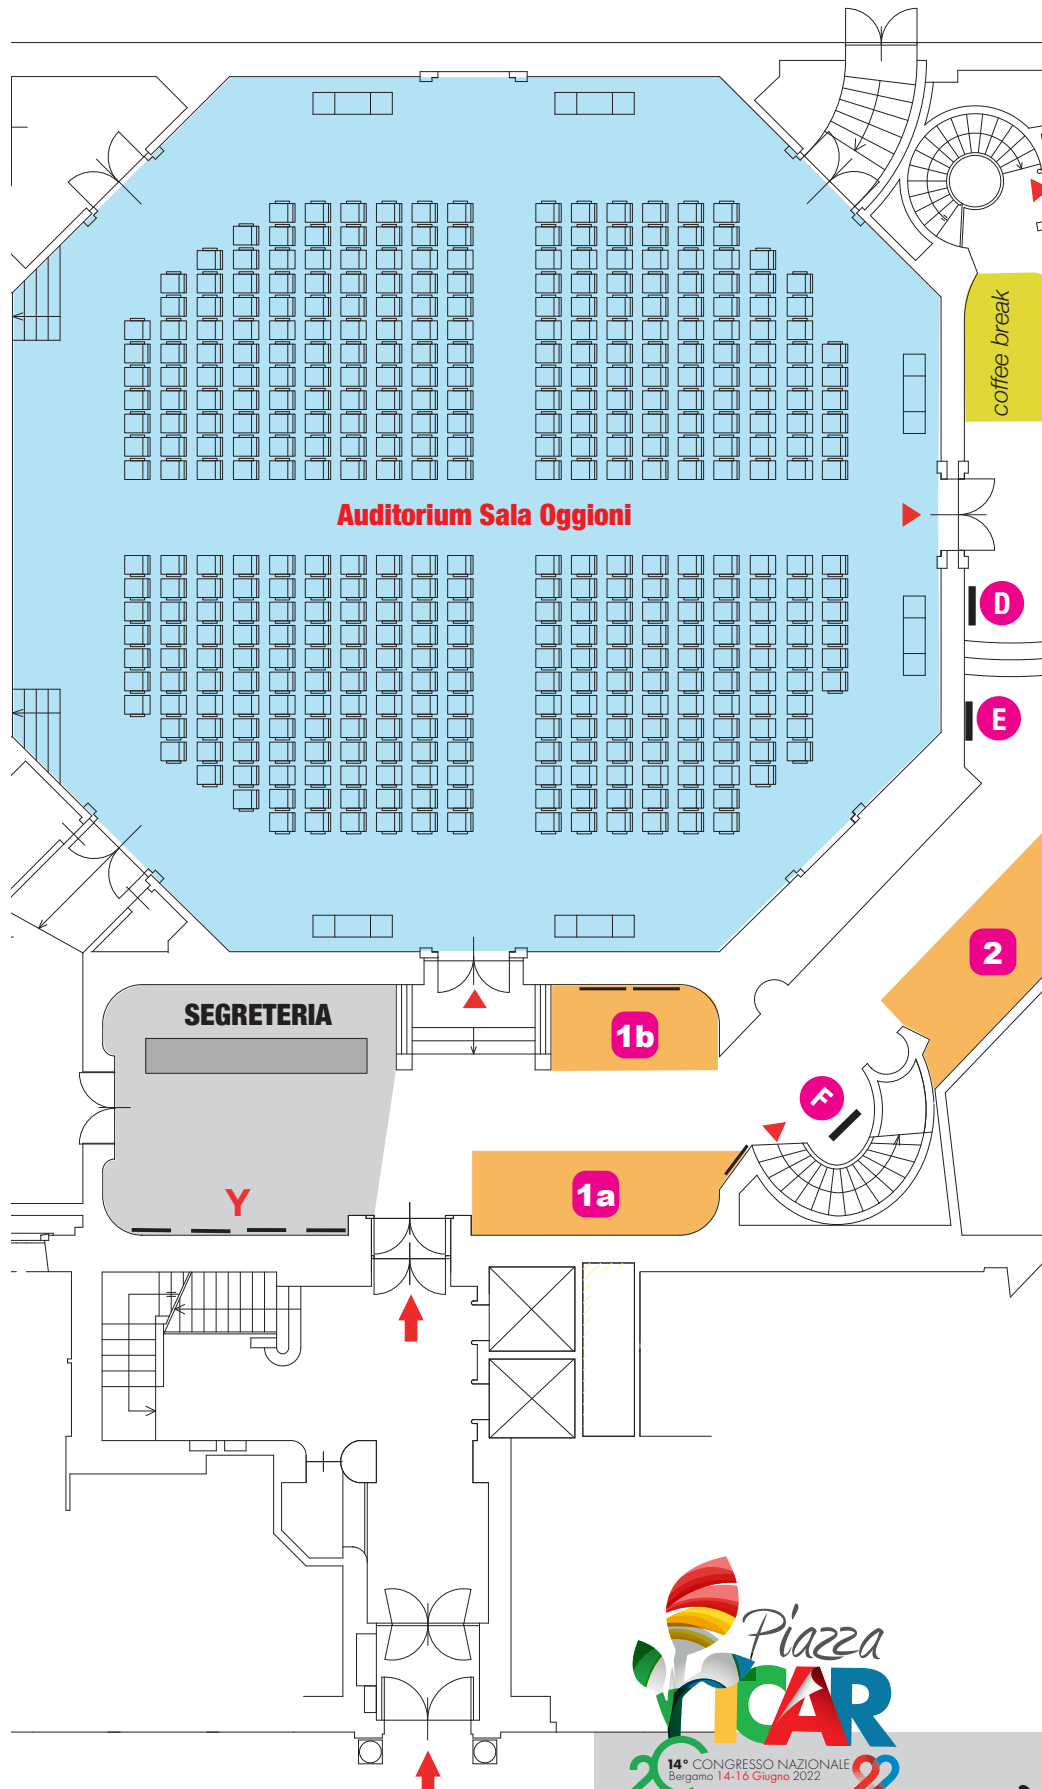 coffee break
Auditorium Sala Oggioni
D
E
2
SEGRETERIA
1b
F
1a
Y
Piazza
ICAR
14° CONGRESSO NAZIONALE
Bergamo 14-16 Giugno 2022
2022